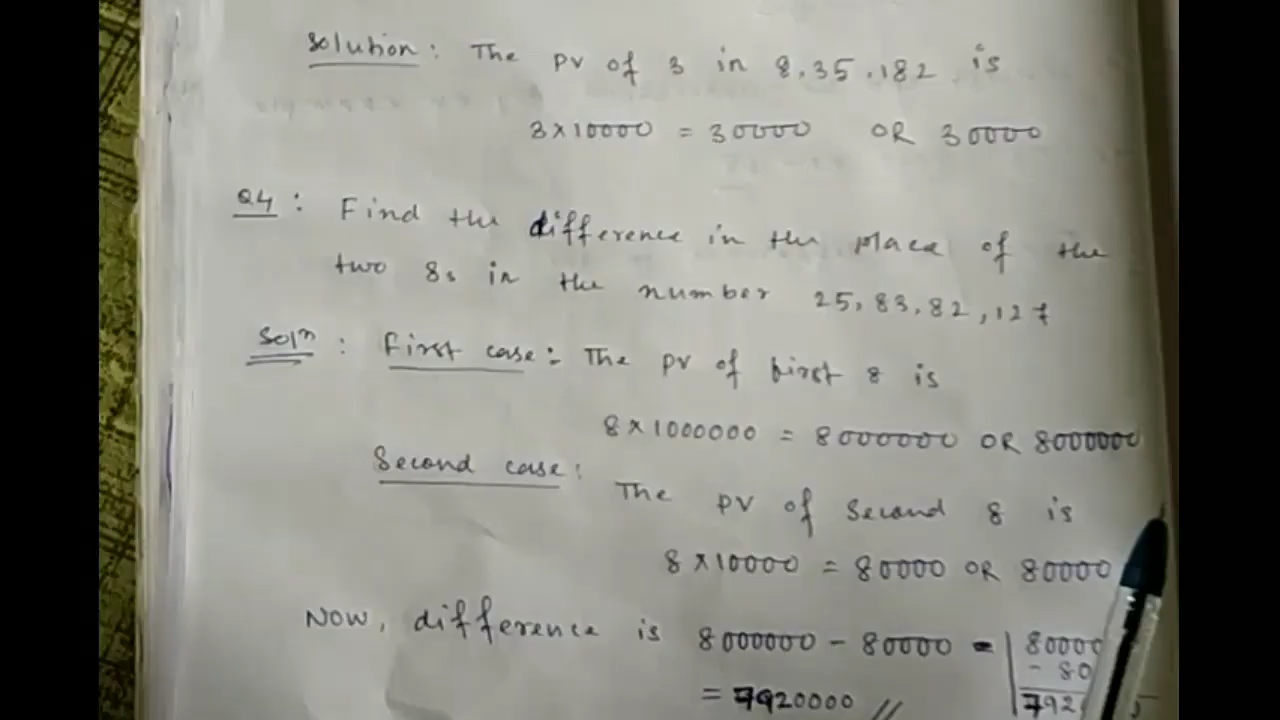 Solution: The PV of 3 in 8,35,182 is
3×10000 = 30000 OR 30000
Q4: Find the difference in the place of the
two 8s in the number 25,83,82,127
Solⁿ: First case:- The PV of first 8 is
8×1000000 = 8000000 OR 8000000
Second case: The PV of Second 8 is
8×10000 = 80000 OR 80000
Now, difference is 8000000 - 80000 =
= 7920000 //